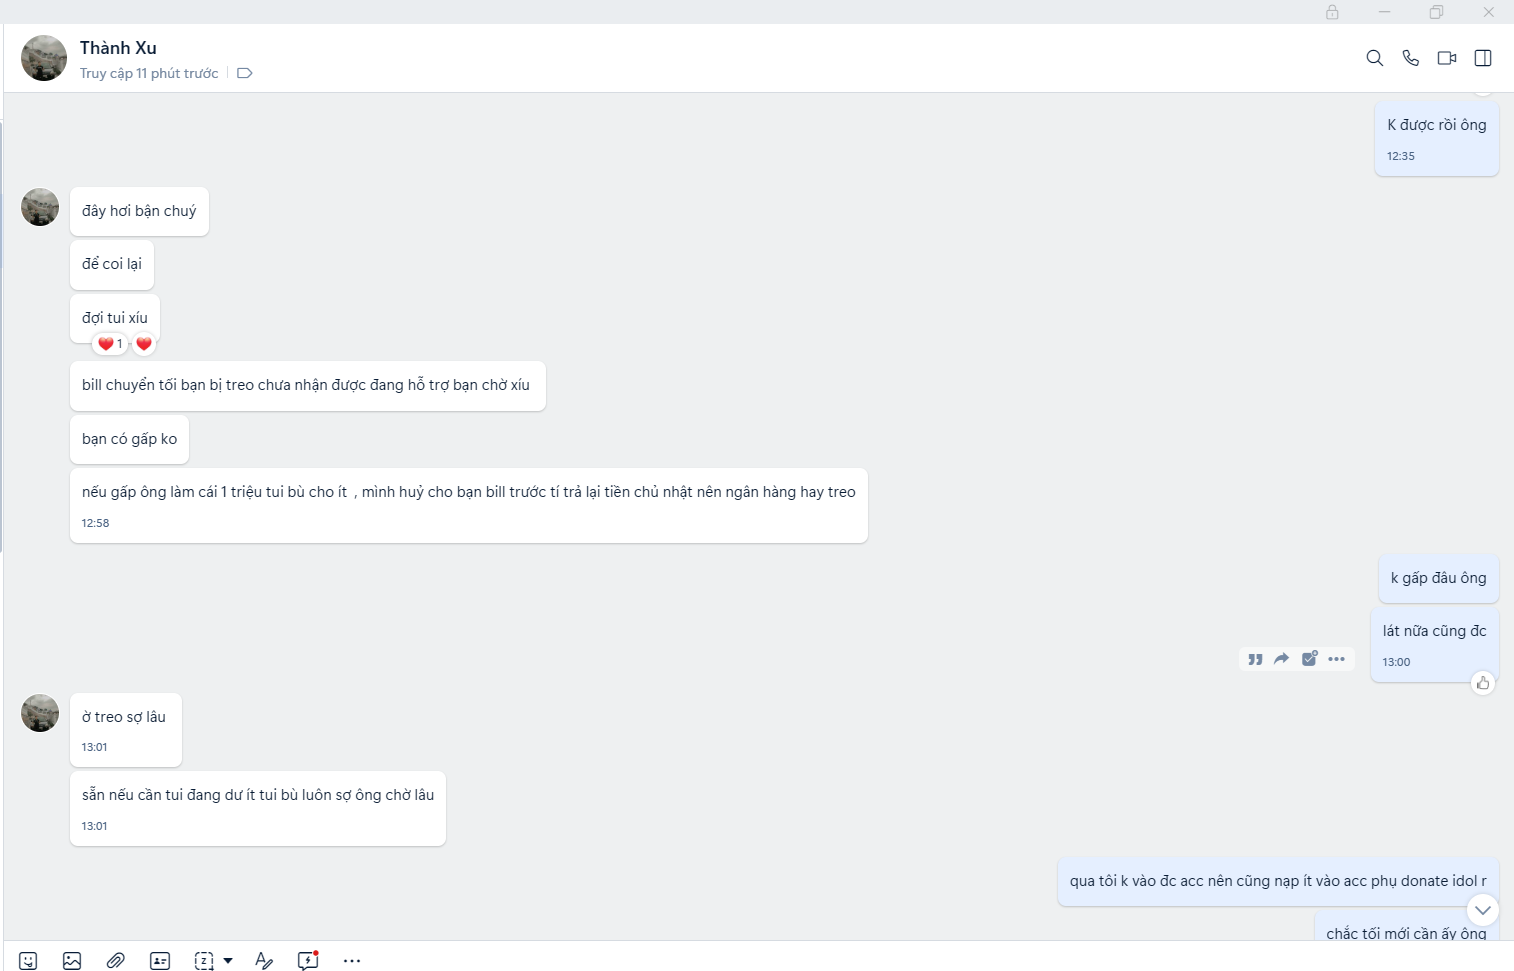 Thành Xu
Truy cập 11 phút trước
K được rồi ông
12:35
đây hơi bận chuý
để coi lại
đợi tui xíu
1
bill chuyển tối bạn bị treo chưa nhận được đang hỗ trợ bạn chờ xíu
bạn có gấp ko
nếu gấp ông làm cái 1 triệu tui bù cho ít , mình huỷ cho bạn bill trước tí trả lại tiền chủ nhật nên ngân hàng hay treo
12:58
k gấp đâu ông
lát nữa cũng đc
13:00
ờ treo sợ lâu
13:01
sẵn nếu cần tui đang dư ít tui bù luôn sợ ông chờ lâu
13:01
qua tôi k vào đc acc nên cũng nạp ít vào acc phụ donate idol r
chắc tối mới cần ấy ông